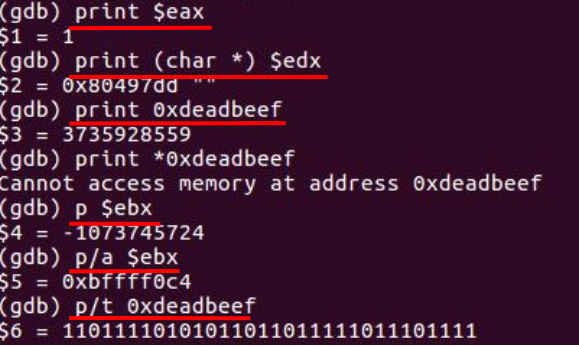 (gdb) print $eax
$1 = 1
(gdb) print (char *) $edx
$2 = 0x80497dd ""
(gdb) print 0xdeadbeef
$3 = 3735928559
(gdb) print *0xdeadbeef
Cannot access memory at address 0xdeadbeef
(gdb) p $ebx
$4 = -1073745724
(gdb) p/a $ebx
$5 = 0xbffff0c4
(gdb) p/t 0xdeadbeef
$6 = 11011110101011011011111011101111